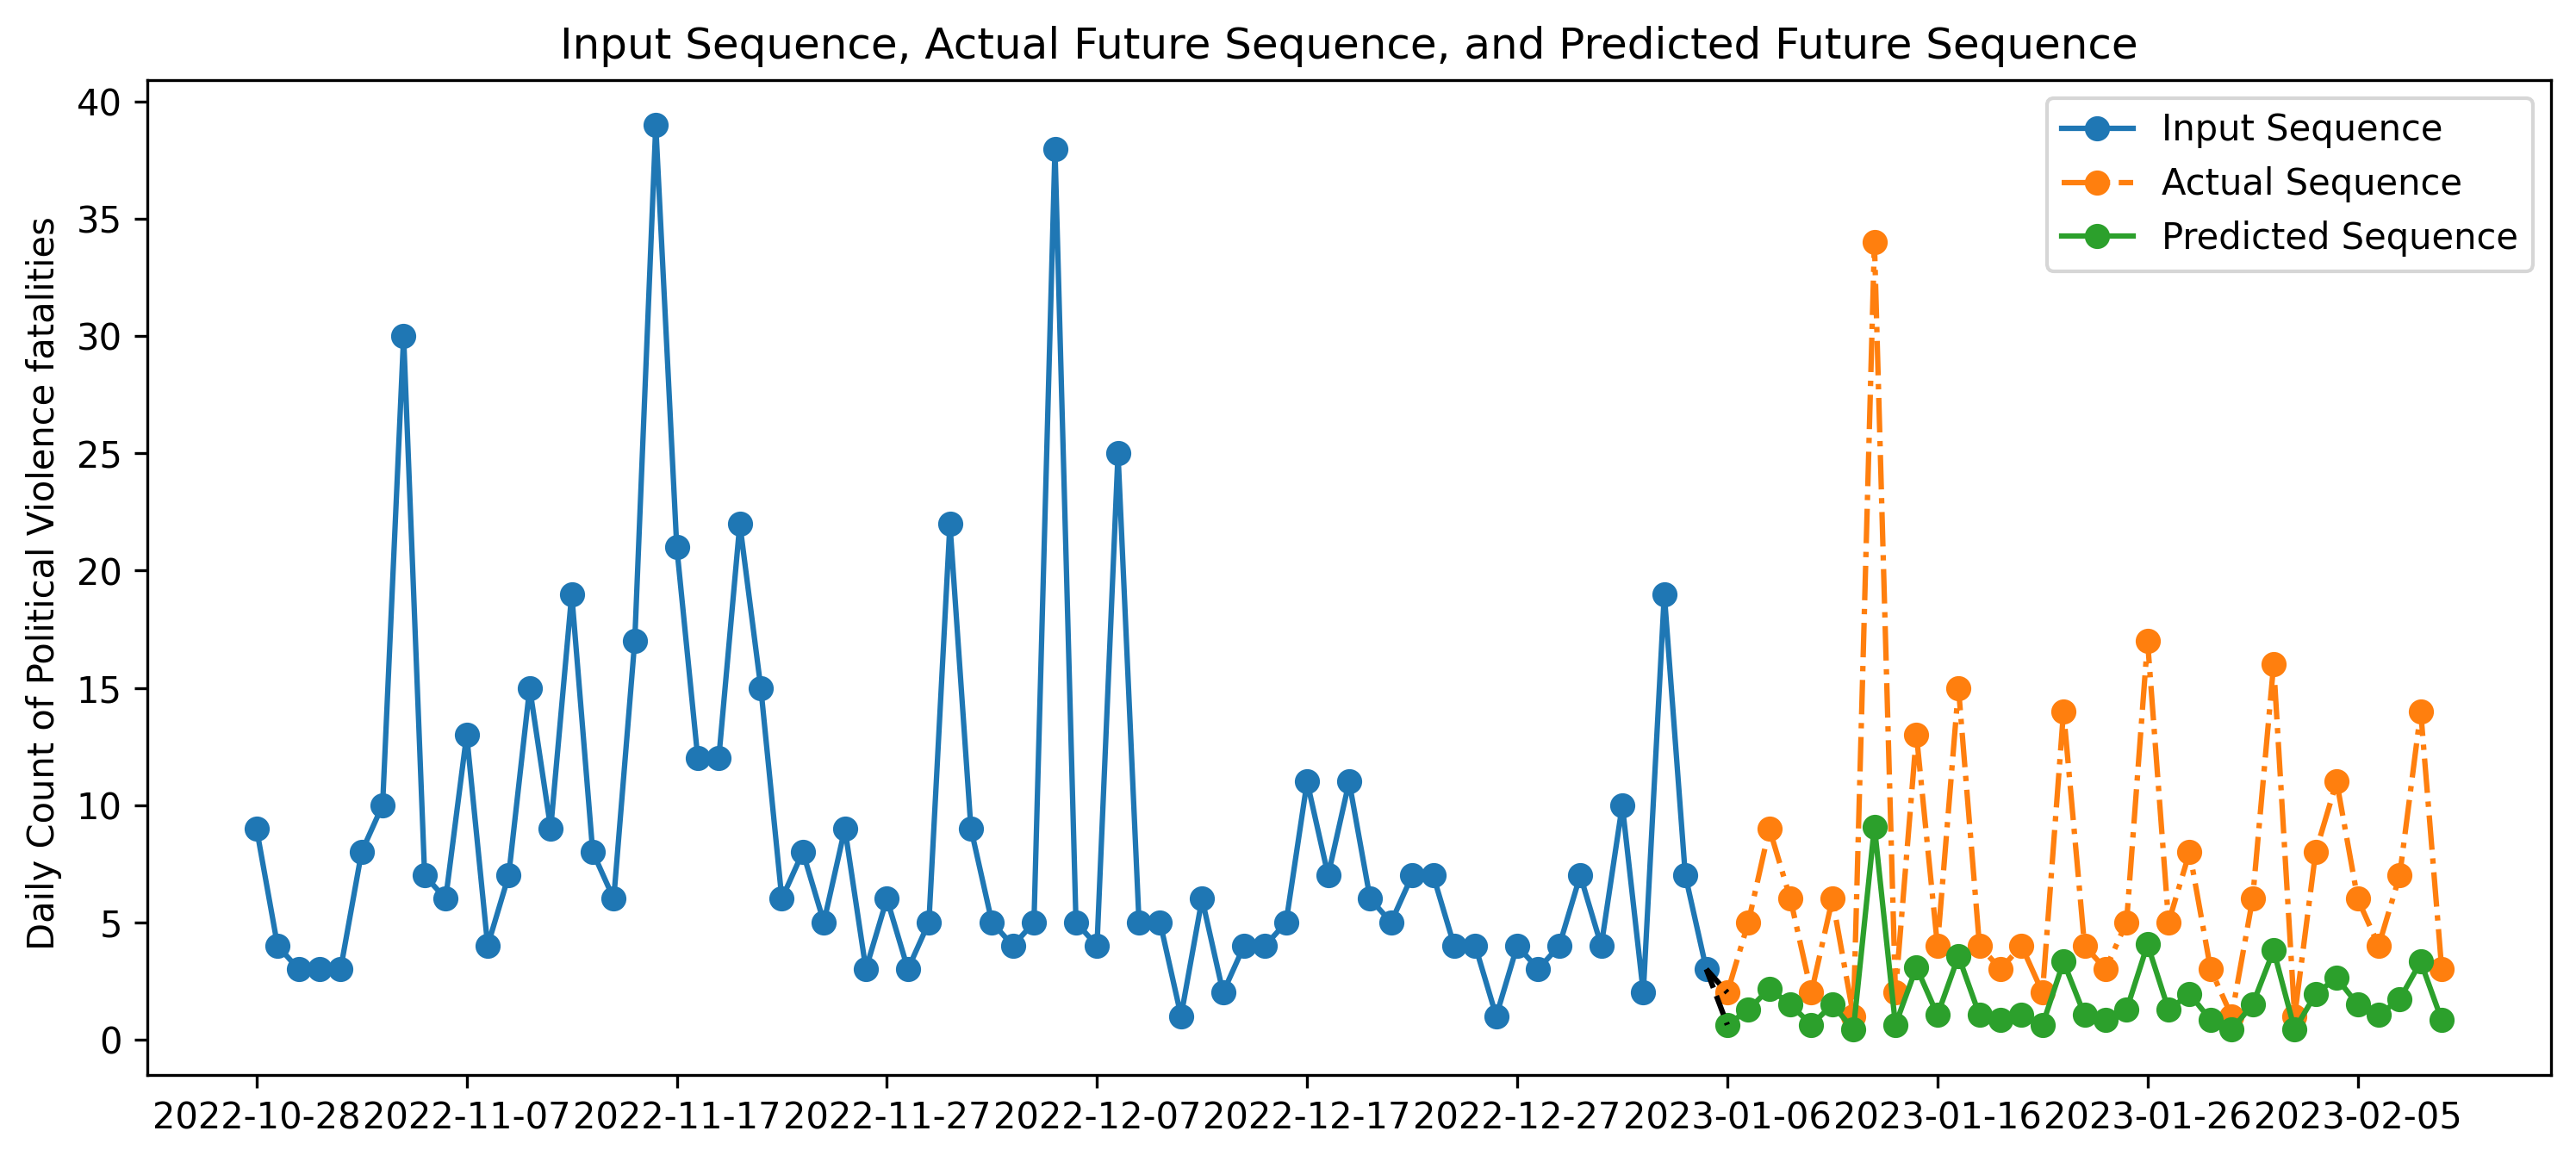 Input Sequence, Actual Future Sequence, and Predicted Future Sequence
Daily Count of Political Violence fatalities
40
35
30
25
20
15
10
5
0
Input Sequence
Actual Sequence
Predicted Sequence
2022-10-28 2022-11-07 2022-11-17 2022-11-27 2022-12-07 2022-12-17 2022-12-27 2023-01-06 2023-01-16 2023-01-26 2023-02-05